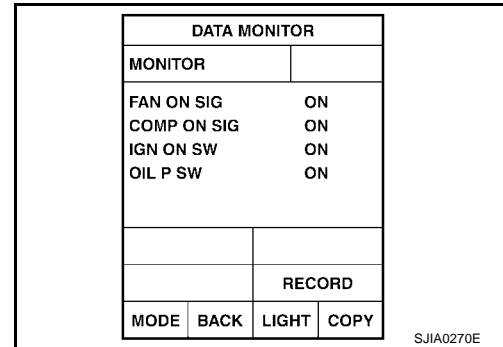 DATA MONITOR
MONITOR
FAN ON SIG ON
COMP ON SIG ON
IGN ON SW ON
OIL P SW ON
RECORD
MODE BACK LIGHT COPY
SJIA0270E